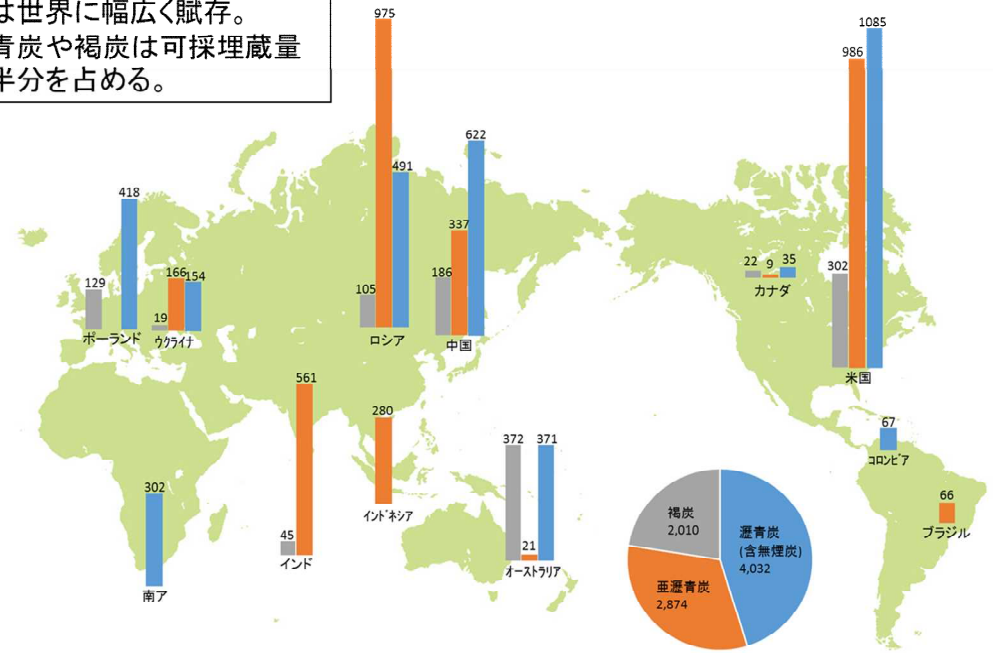 は世界に幅広く賦存。
青炭や褐炭は可採埋蔵量
半分を占める。
129
418
ポーランド
19
166
154
ウクライナ
105
975
491
ロシア
186
337
622
中国
22
9
35
カナダ
302
986
1085
米国
302
南ア
45
561
インド
280
インドネシア
372
21
371
オーストラリア
67
コロンビア
66
ブラジル
褐炭
2,010
瀝青炭
(含無煙炭)
4,032
亜瀝青炭
2,874